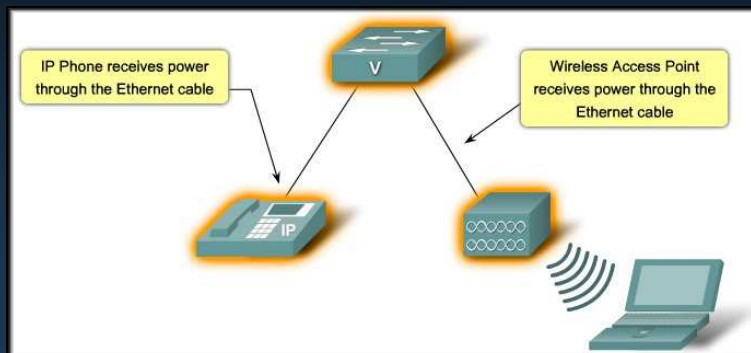 IP Phone receives power
through the Ethernet cable
V
Wireless Access Point
receives power through the
Ethernet cable
IP